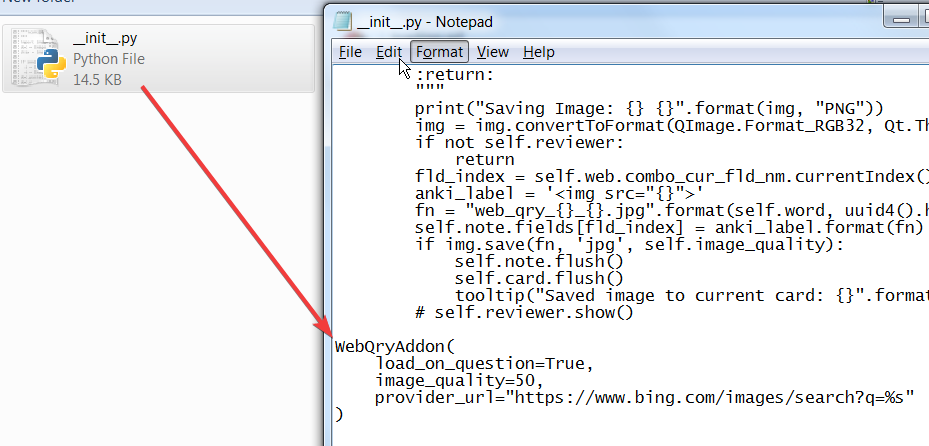 New folder
__init__.py
Python File
14.5 KB
__init__.py - Notepad
File Edit Format View Help
:return:
"""
print("Saving Image: {} {}".format(img, "PNG"))
img = img.convertToFormat(QImage.Format_RGB32, Qt.Th
if not self.reviewer:
return
fld_index = self.web.combo_cur_fld_nm.currentIndex()
anki_label = '<img src="{}">'
fn = "web_qry_{}_{}.jpg".format(self.word, uuid4().h
self.note.fields[fld_index] = anki_label.format(fn)
if img.save(fn, 'jpg', self.image_quality):
self.note.flush()
self.card.flush()
tooltip("Saved image to current card: {}".format
# self.reviewer.show()
WebQryAddon(
load_on_question=True,
image_quality=50,
provider_url="https://www.bing.com/images/search?q=%s"
)